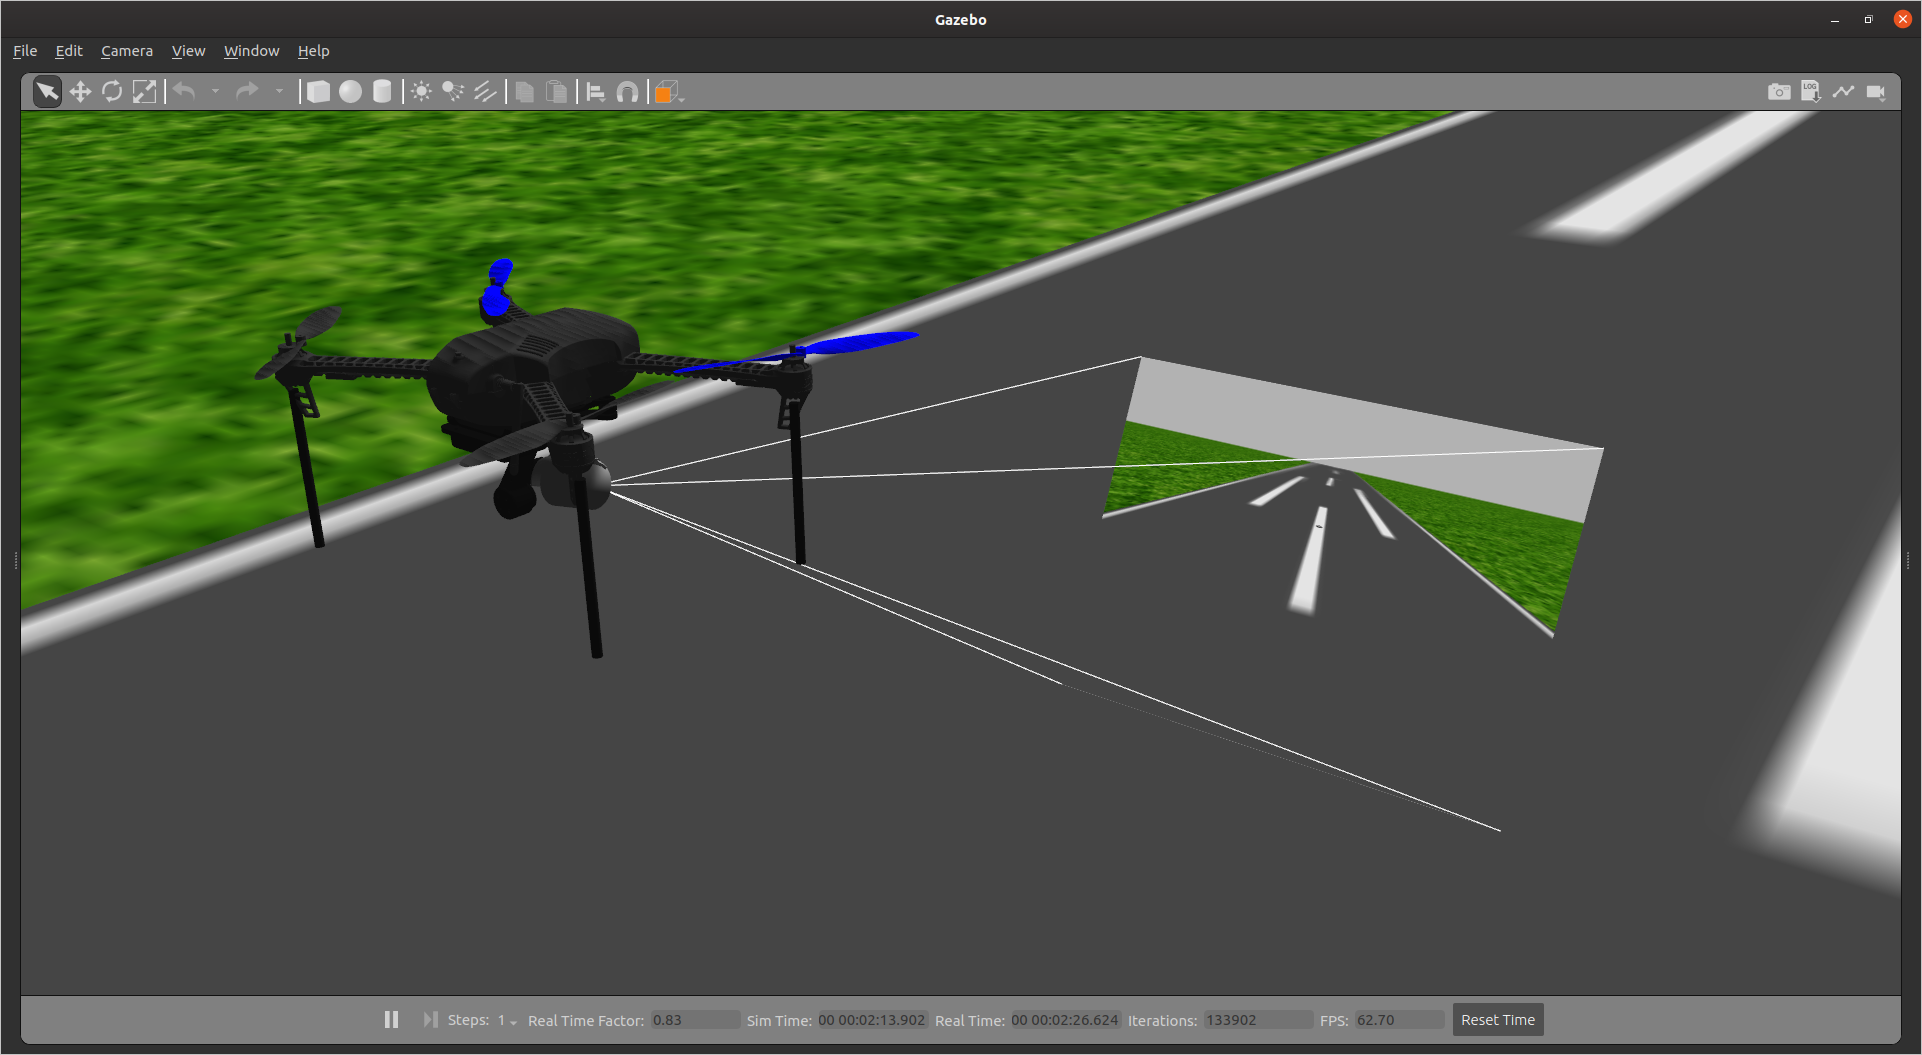 Gazebo
File Edit Camera View Window Help
LOG
Steps: 1 Real Time Factor: 0.83 Sim Time: 00 00:02:13.902 Real Time: 00 00:02:26.624 Iterations: 133902 FPS: 62.70 Reset Time